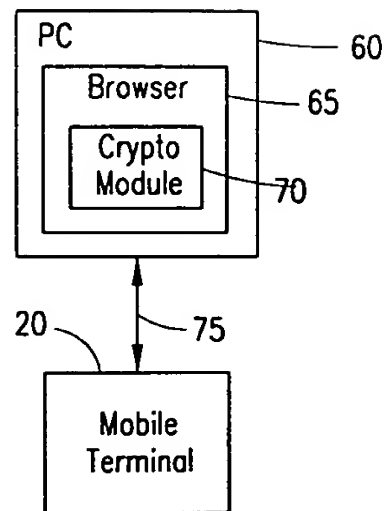 PC
60
Browser
65
Crypto
Module
70
20
75
Mobile
Terminal